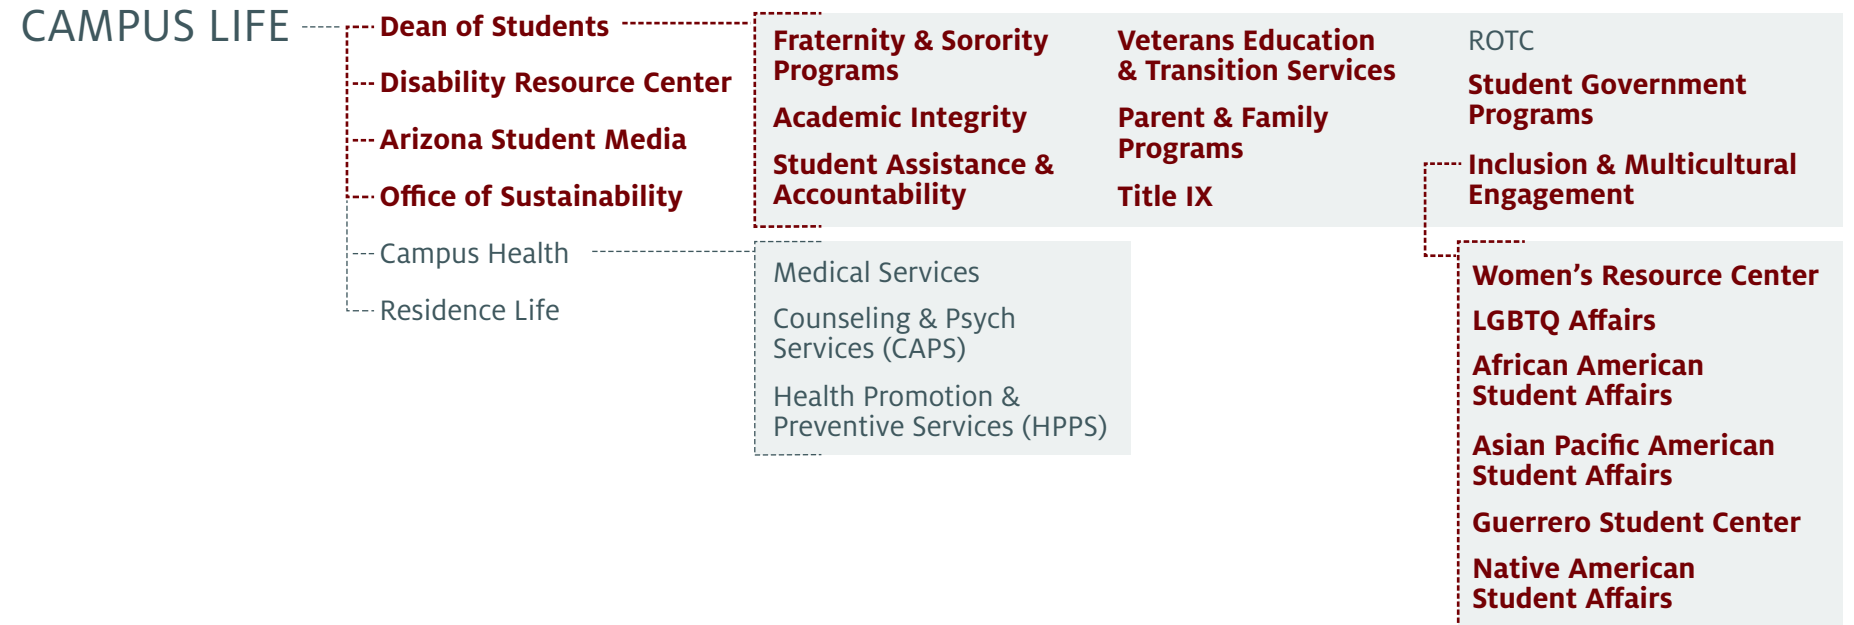 CAMPUS LIFE
Dean of Students
Disability Resource Center
Arizona Student Media
Office of Sustainability
Campus Health
Residence Life
Fraternity & Sorority
Programs
Academic Integrity
Student Assistance &
Accountability
Veterans Education
& Transition Services
Parent & Family
Programs
Title IX
ROTC
Student Government
Programs
Inclusion & Multicultural
Engagement
Medical Services
Counseling & Psych
Services (CAPS)
Health Promotion &
Preventive Services (HPPS)
Women’s Resource Center
LGBTQ Affairs
African American
Student Affairs
Asian Pacific American
Student Affairs
Guerrero Student Center
Native American
Student Affairs